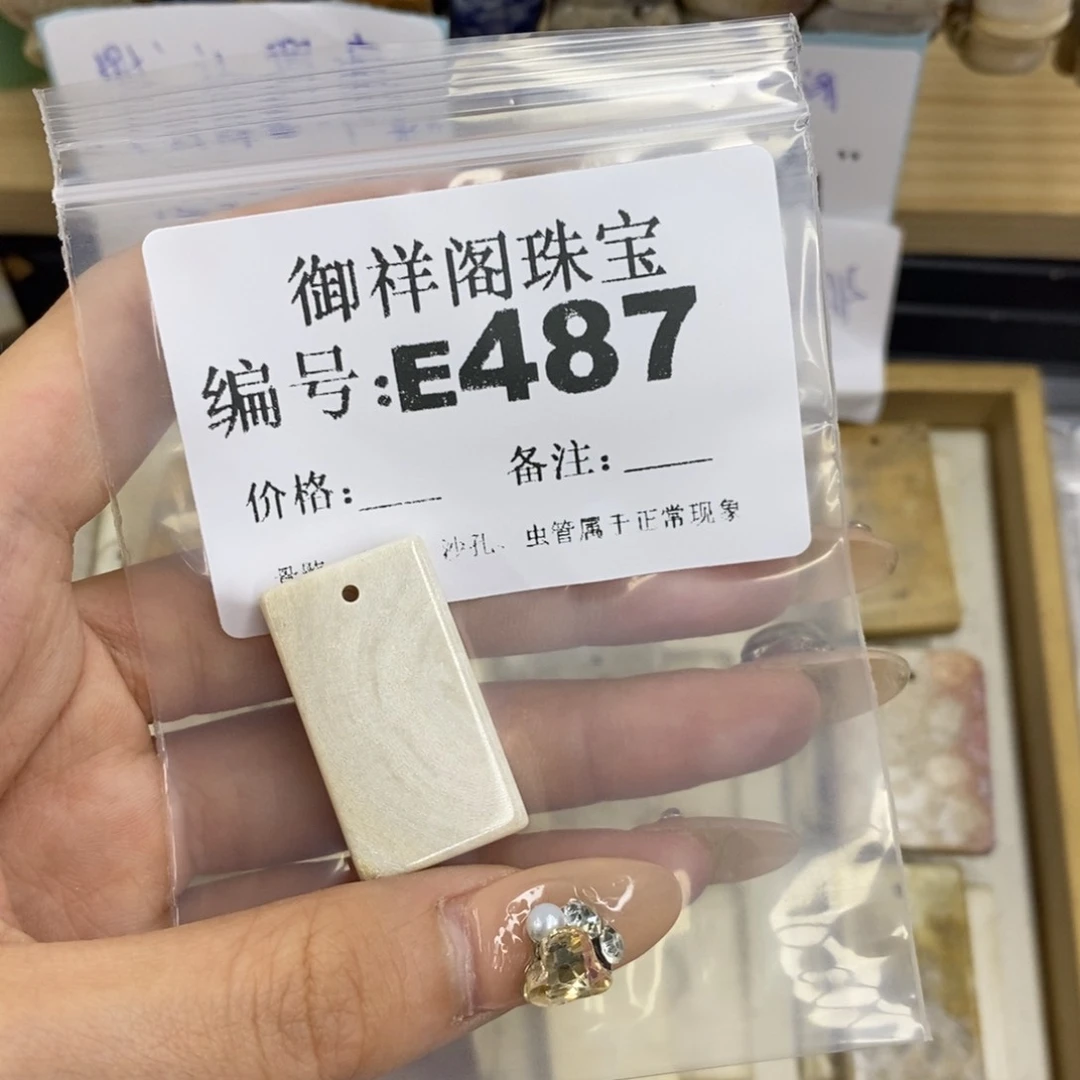 御祥阁珠宝
编号:E487
价格:____ 备注:____
沙孔、虫管属于正常现象